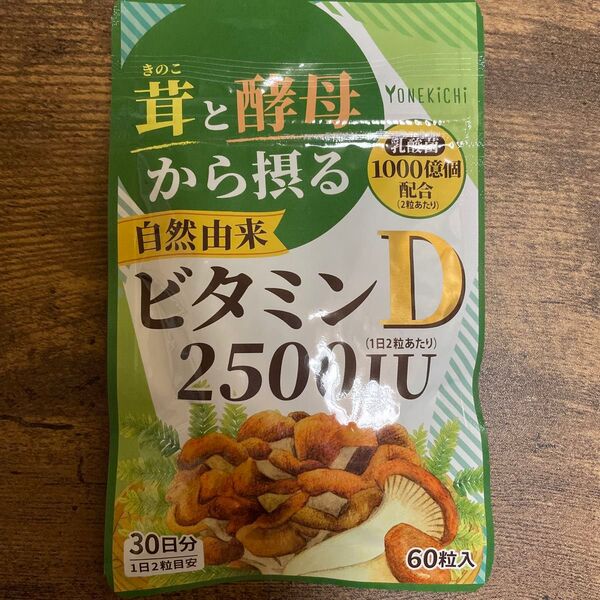 きのこ
茸と酵母
から摂る
YONEKiCHi
乳酸菌
1000億個
配合
(2粒あたり)
自然由来
ビタミンD
(1日2粒あたり)
2500IU
30日分
1日2粒目安
60粒入